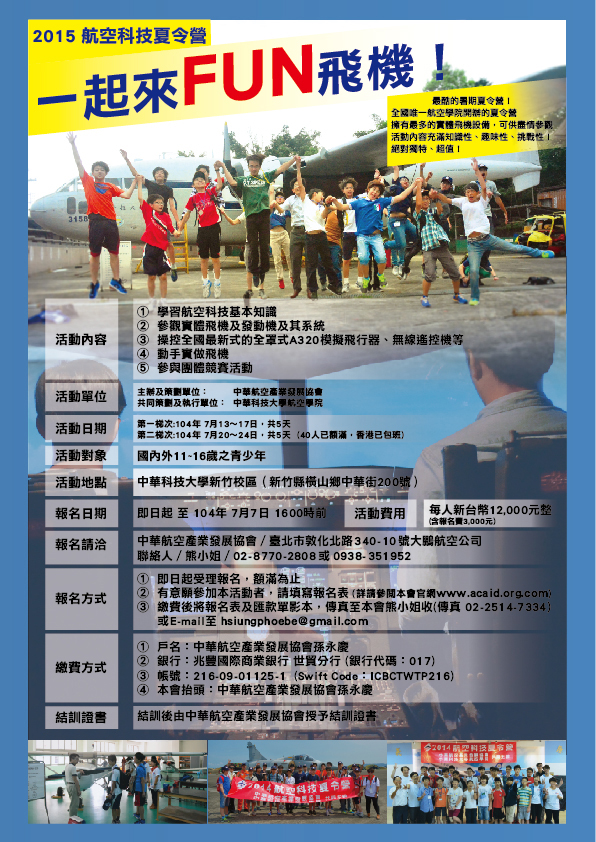 2015 航空科技夏令營
一起來FUN飛機！
最酷的暑期夏令營！
全國唯一航空學院開辦的夏令營
擁有最多的實體飛機設備，可供盡情參觀
活動內容充滿知識性、趣味性、挑戰性！
絕對獨特、超值！
3158
活動內容
① 學習航空科技基本知識
② 參觀實體飛機及發動機及其系統
③ 操控全國最新式的全罩式A320模擬飛行器、無線遙控機等
④ 動手實做飛機
⑤ 參與團體競賽活動
活動單位
主辦及策劃單位： 中華航空產業發展協會
共同策劃及執行單位： 中華科技大學航空學院
活動日期
第一梯次:104年 7月13～17日，共5天
第二梯次:104年 7月20～24日，共5天（40人已額滿，香港已包班）
活動對象
國內外11~16歲之青少年
活動地點
中華科技大學新竹校區（新竹縣橫山鄉中華街200號）
報名日期
即日起 至 104年 7月7日 1600時前
活動費用
每人新台幣12,000元整
(含報名費3,000元)
報名請洽
中華航空產業發展協會／臺北市敦化北路340-10號大鵬航空公司
聯絡人／熊小姐／02-8770-2808或0938-351952
報名方式
① 即日起受理報名，額滿為止
② 有意願參加本活動者，請填寫報名表(詳請參閱本會官網www.acaid.org.com)
③ 繳費後將報名表及匯款單影本，傳真至本會熊小姐收(傳真 02-2514-7334)
或E-mail至 hsiungphoebe@gmail.com
繳費方式
① 戶名：中華航空產業發展協會孫永慶
② 銀行：兆豐國際商業銀行 世貿分行 (銀行代碼：017)
③ 帳號：216-09-01125-1（Swift Code：ICBCTWTP216）
④ 本會抬頭：中華航空產業發展協會孫永慶
結訓證書
結訓後由中華航空產業發展協會授予結訓證書
2014航空科技夏令營
2014航空科技夏令營